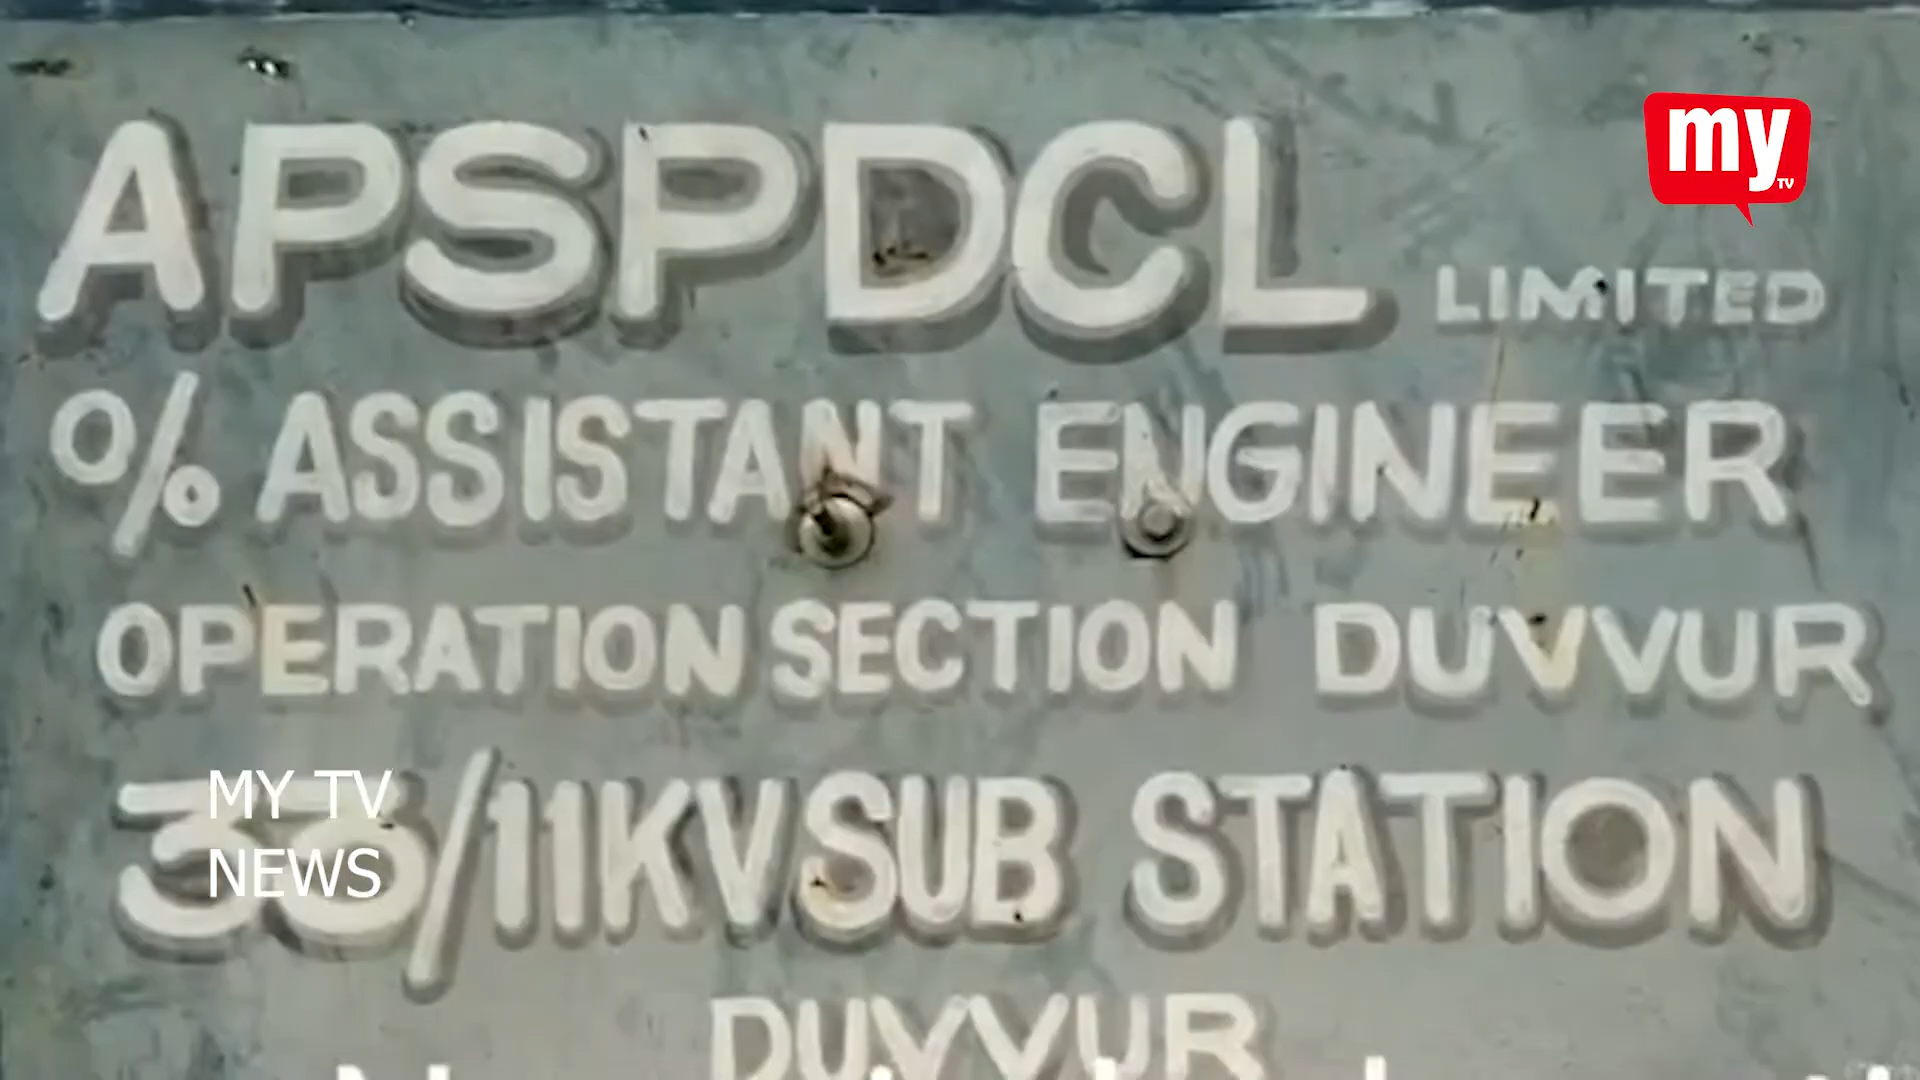 APSPDCL LIMITED
my TV
% ASSISTANT ENGINEER
OPERATION SECTION DUVVUR
33/11KV SUB STATION
MY TV
NEWS
DUVVUR